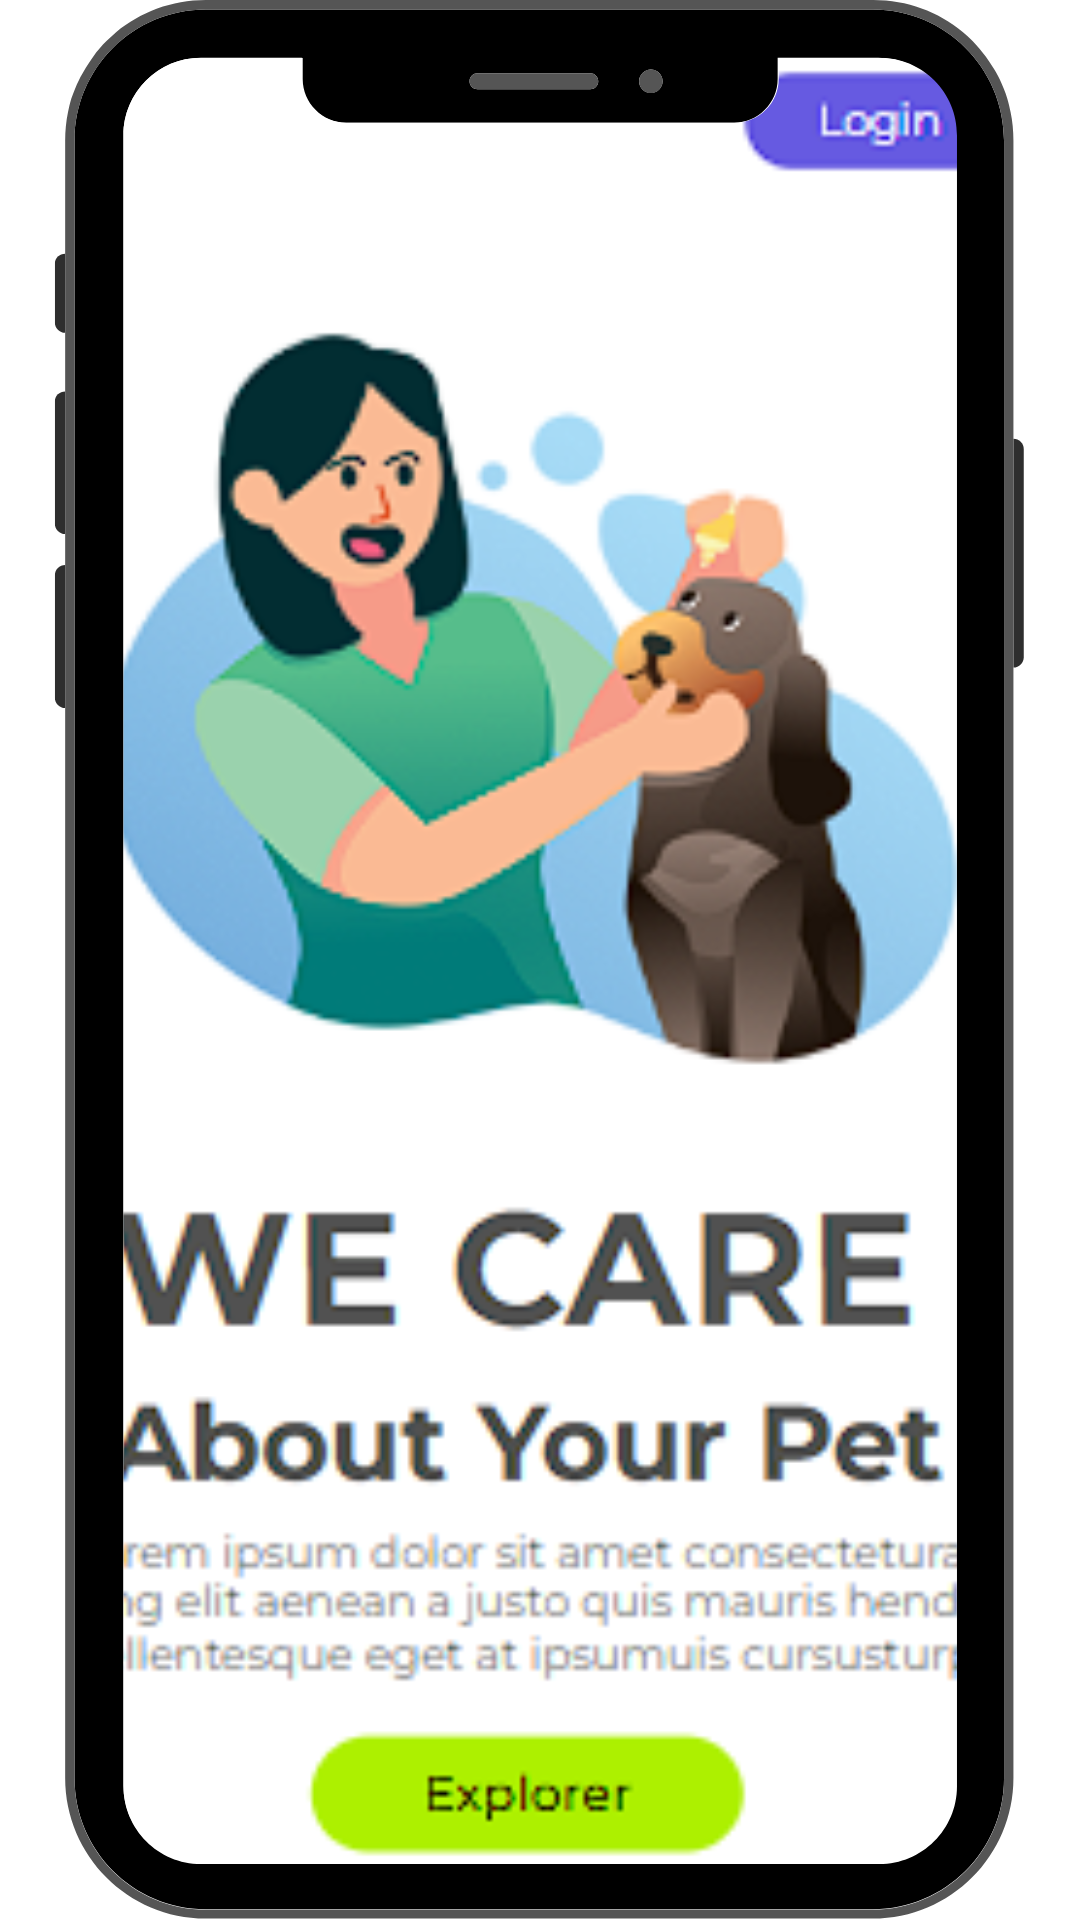 Login
WE CARE
About Your Pet
rem ipsum dolor sit amet consectetura
ng elit aenean a justo quis mauris hend
llentesque eget at ipsumuis cursusturp
Explorer